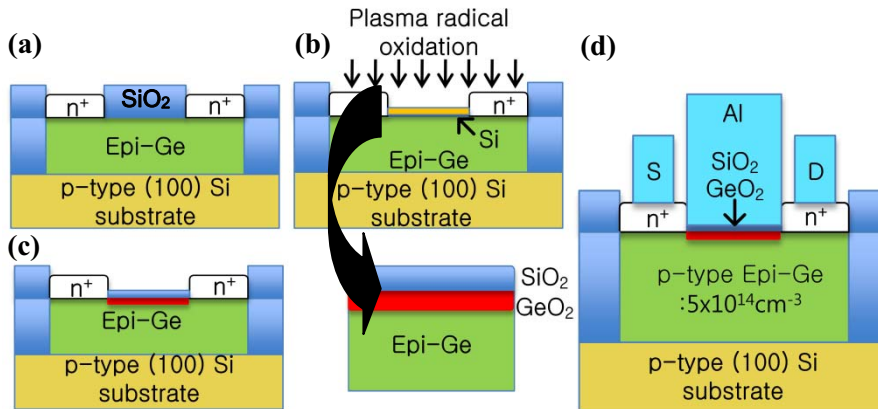 (a)
n+ SiO2 n+
Epi-Ge
p-type (100) Si
substrate
(b)
Plasma radical
oxidation
n+ n+
Si
Epi-Ge
p-type (100) Si
substrate
(c)
n+ n+
Epi-Ge
p-type (100) Si
substrate
SiO₂
GeO₂
Epi-Ge
(d)
Al
S SiO₂ D
GeO₂
n⁺ n⁺
p-type Epi-Ge
:5x10¹⁴cm⁻³
p-type (100) Si
substrate